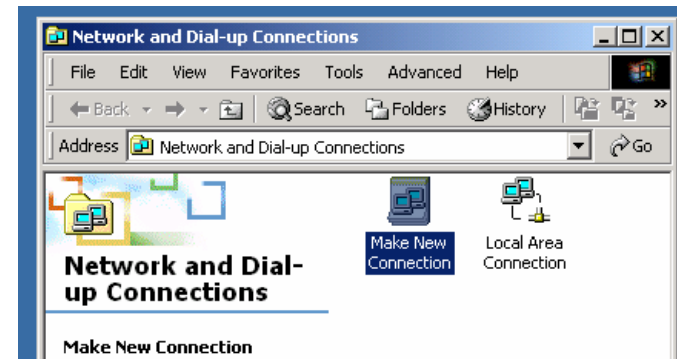 Network and Dial-up Connections
File Edit View Favorites Tools Advanced Help
Back Search Folders History »
Address Network and Dial-up Connections Go
Make New
Connection
Local Area
Connection
Network and Dial-
up Connections
Make New Connection